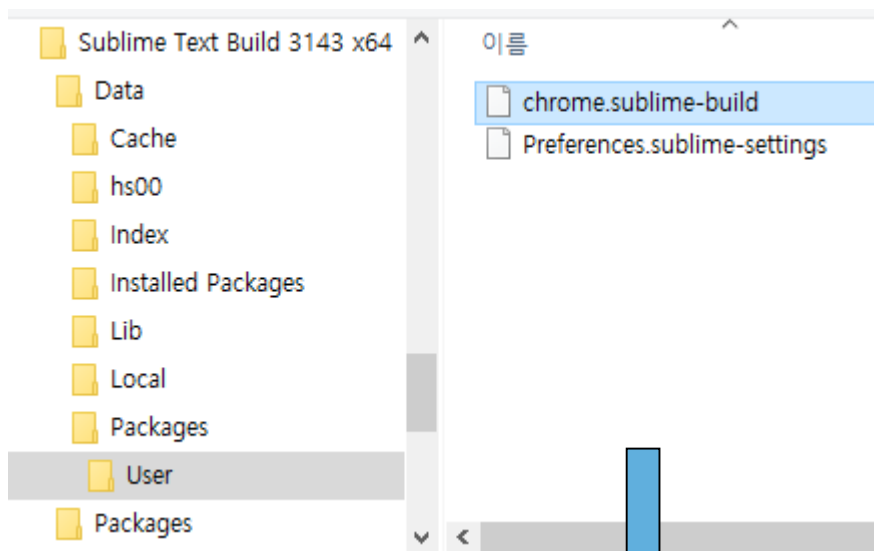 Sublime Text Build 3143 x64
Data
Cache
hs00
Index
Installed Packages
Lib
Local
Packages
User
Packages
이름
chrome.sublime-build
Preferences.sublime-settings